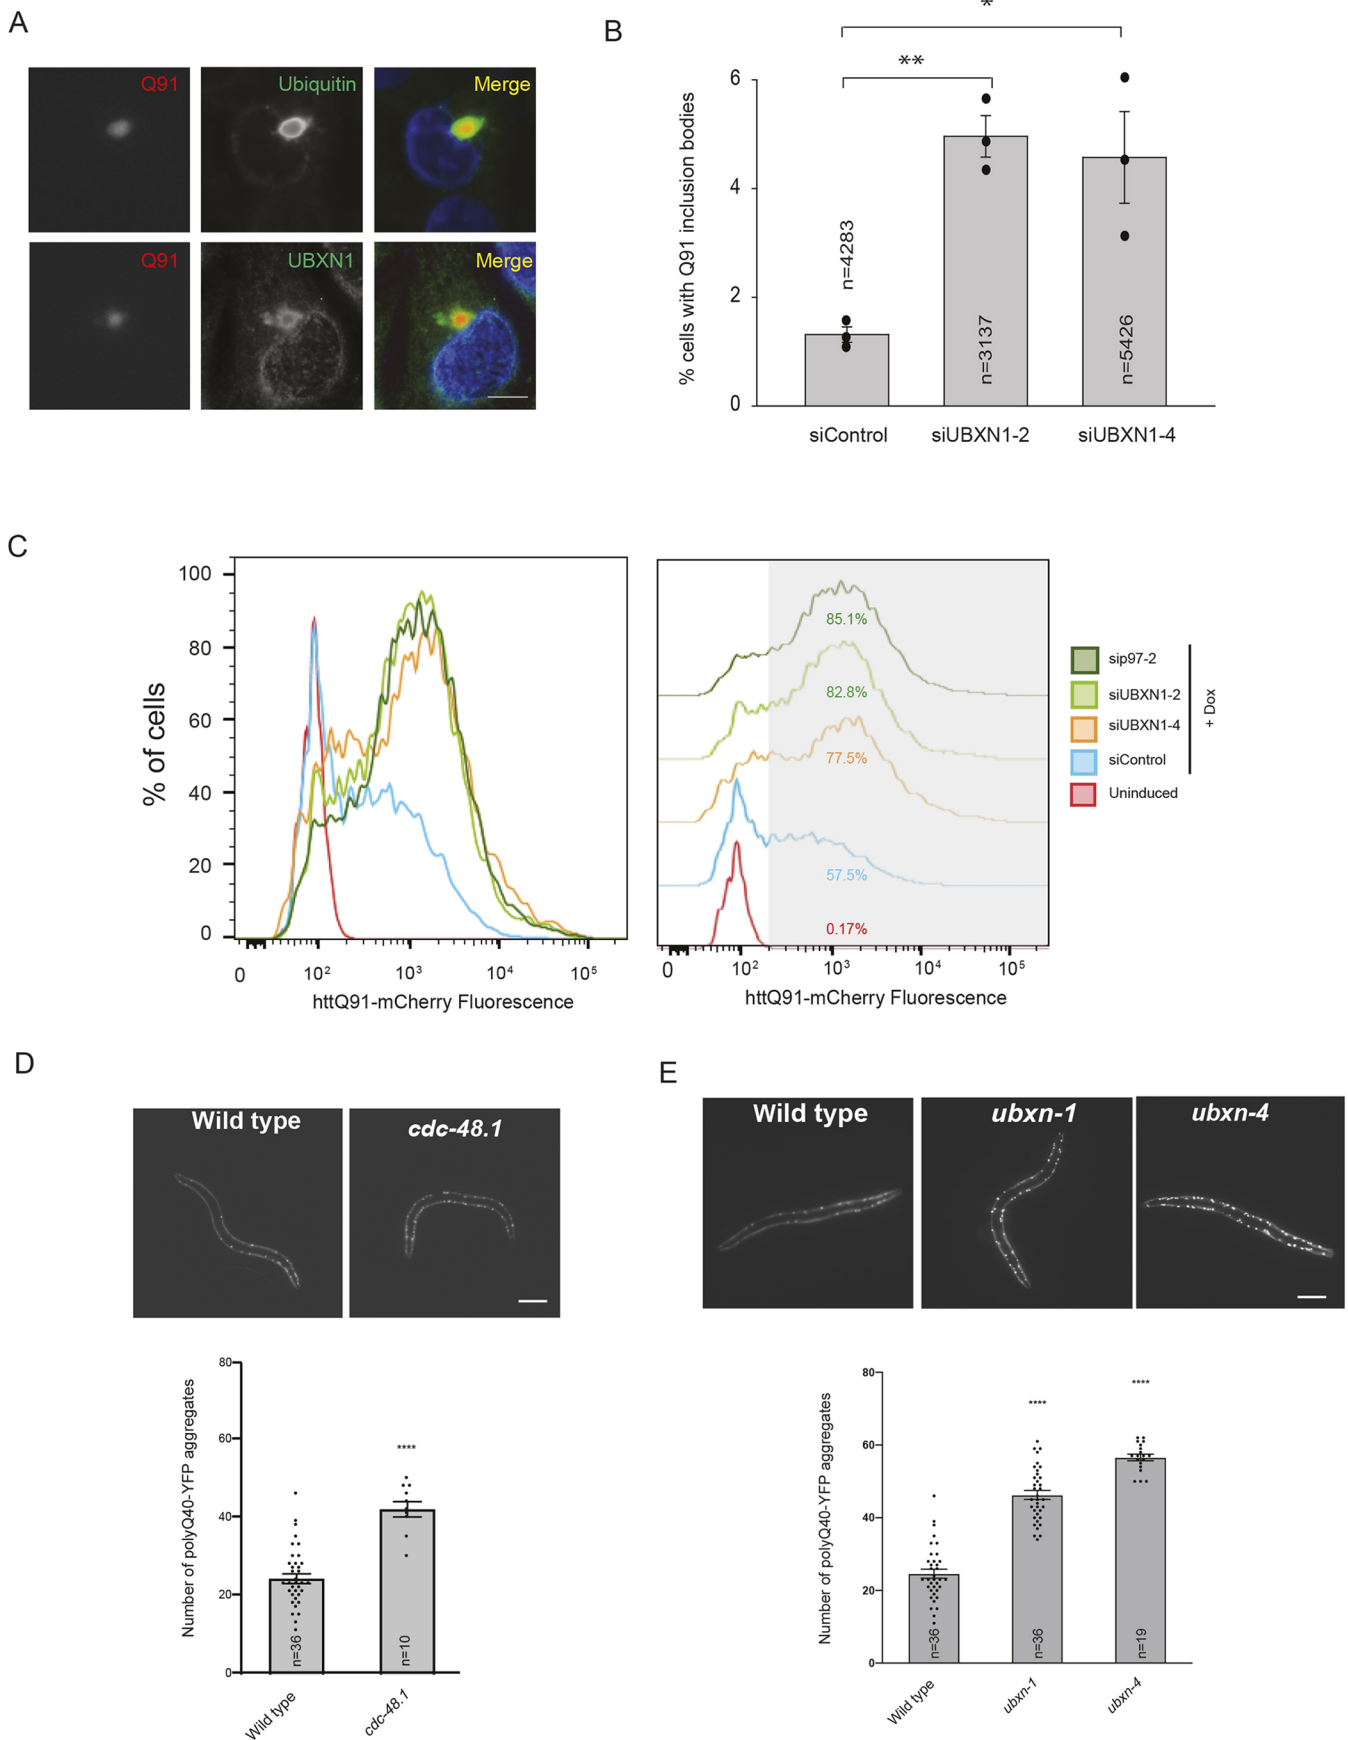 A
Q91
Ubiquitin
Merge
Q91
UBXN1
Merge
B
*
**
% cells with Q91 inclusion bodies
6
4
2
0
n=4283
n=3137
n=5426
siControl
siUBXN1-2
siUBXN1-4
C
% of cells
100
80
60
40
20
0
0
10²
10³
10⁴
10⁵
httQ91-mCherry Fluorescence
85.1%
82.8%
77.5%
57.5%
0.17%
0
10²
10³
10⁴
10⁵
httQ91-mCherry Fluorescence
sip97-2
siUBXN1-2
siUBXN1-4
siControl
Uninduced
+ Dox
D
Wild type
cdc-48.1
Number of polyQ40-YFP aggregates
80
60
40
20
0
****
n=36
n=10
Wild type
cdc-48.1
E
Wild type
ubxn-1
ubxn-4
Number of polyQ40-YFP aggregates
80
60
40
20
0
****
****
n=36
n=36
n=19
Wild type
ubxn-1
ubxn-4